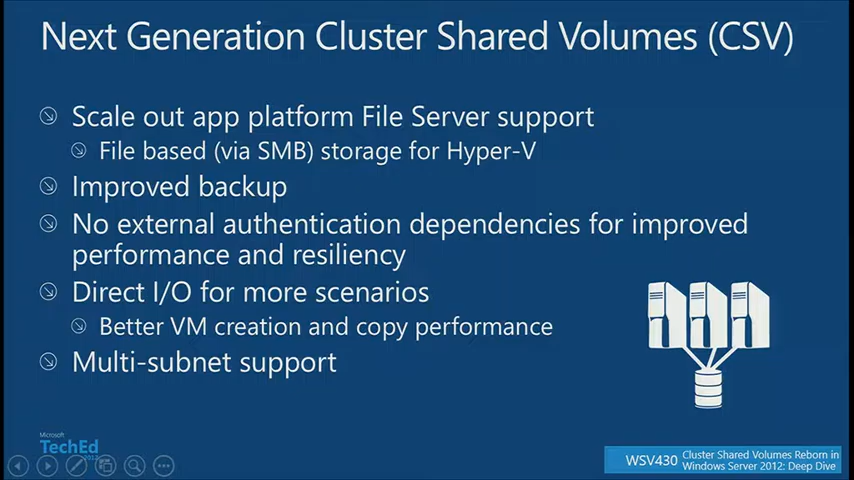 Next Generation Cluster Shared Volumes (CSV)
Scale out app platform File Server support
File based (via SMB) storage for Hyper-V
Improved backup
No external authentication dependencies for improved
performance and resiliency
Direct I/O for more scenarios
Better VM creation and copy performance
Multi-subnet support
Microsoft
TechEd
2012
WSV430
Cluster Shared Volumes Reborn in
Windows Server 2012: Deep Dive